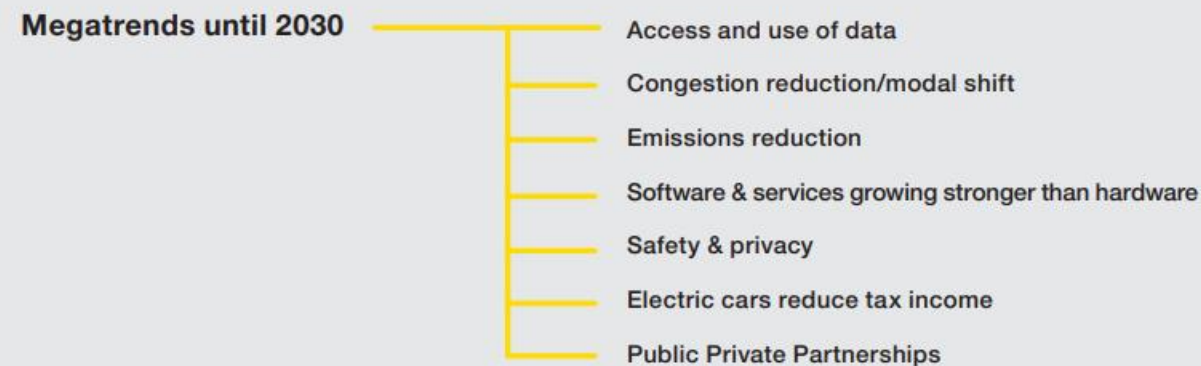 Megatrends until 2030
Access and use of data
Congestion reduction/modal shift
Emissions reduction
Software & services growing stronger than hardware
Safety & privacy
Electric cars reduce tax income
Public Private Partnerships